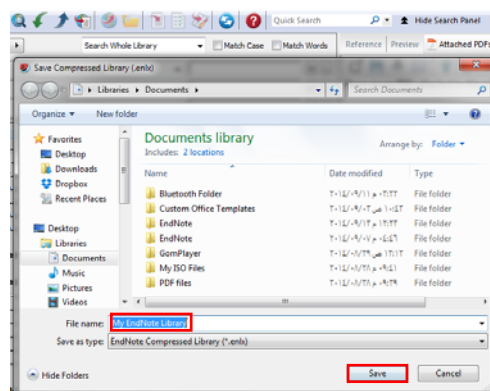 Quick Search
Hide Search Panel
Search Whole Library
Match Case
Match Words
Reference
Preview
Attached PDFs
Save Compressed Library (.enlx)
Libraries ▸ Documents ▸
Search Documents
Organize
New folder
Favorites
Desktop
Downloads
Dropbox
Recent Places
Desktop
Libraries
Documents
Music
Pictures
Videos
Documents library
Includes: 2 locations
Arrange by: Folder
Name
Date modified
Type
Bluetooth Folder
File folder
Custom Office Templates
File folder
EndNote
File folder
EndNote
File folder
GomPlayer
File folder
My ISO Files
File folder
PDF files
File folder
File name: My EndNote Library
Save as type: EndNote Compressed Library (*.enlx)
Hide Folders
Save
Cancel